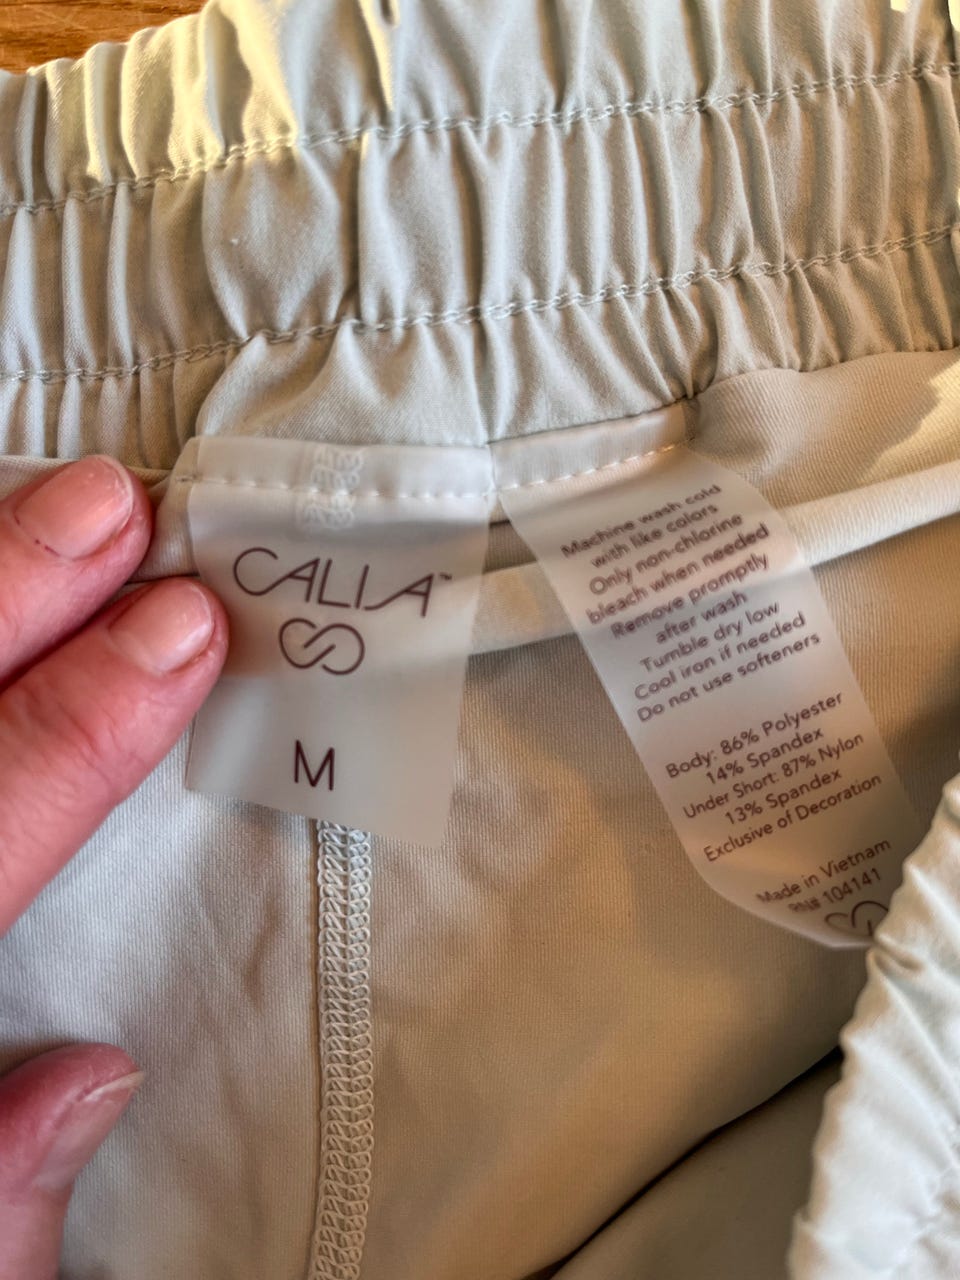 CALIA™
M
Machine wash cold
with like colors
Only non-chlorine
bleach when needed
Remove promptly
after wash
Tumble dry low
Cool iron if needed
Do not use softeners
Body: 86% Polyester
14% Spandex
Under Short: 87% Nylon
13% Spandex
Exclusive of Decoration
Made in Vietnam
RN# 104141